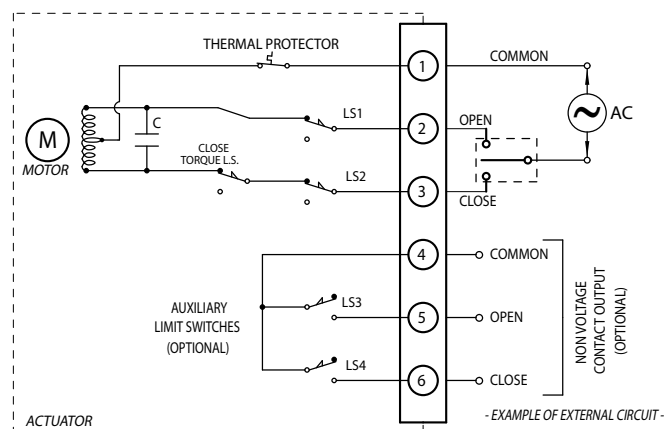 THERMAL PROTECTOR
1
COMMON
M
MOTOR
C
LS1
2
OPEN
AC
CLOSE
TORQUE L.S.
LS2
3
CLOSE
4
COMMON
AUXILIARY
LIMIT SWITCHES
(OPTIONAL)
LS3
5
OPEN
LS4
6
CLOSE
NON VOLTAGE
CONTACT OUTPUT
(OPTIONAL)
ACTUATOR
- EXAMPLE OF EXTERNAL CIRCUIT -